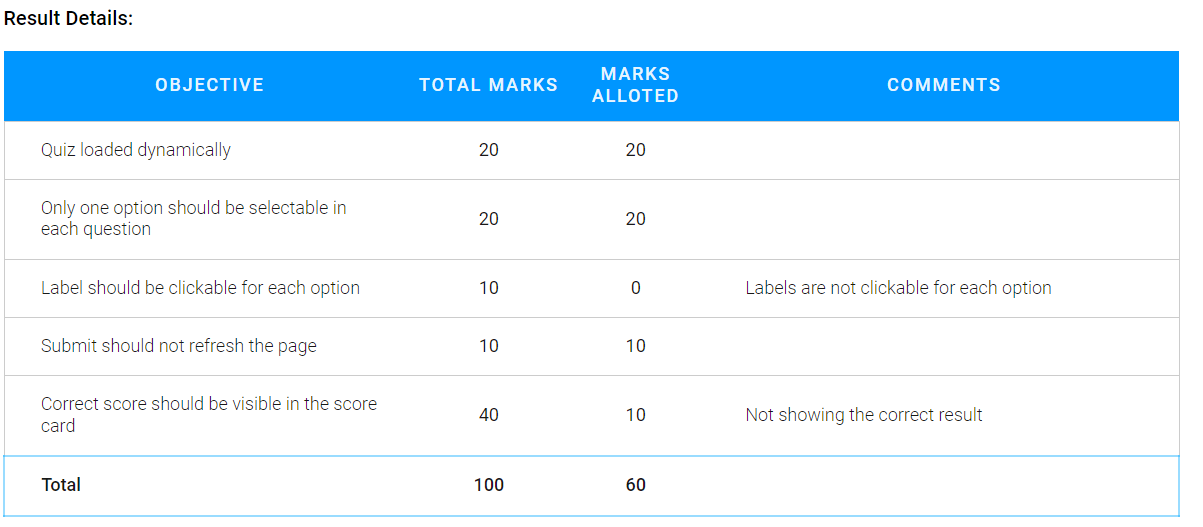 Result Details:
OBJECTIVE TOTAL MARKS MARKS ALLOTED COMMENTS
Quiz loaded dynamically 20 20
Only one option should be selectable in
each question 20 20
Label should be clickable for each option 10 0 Labels are not clickable for each option
Submit should not refresh the page 10 10
Correct score should be visible in the score
card 40 10 Not showing the correct result
Total 100 60